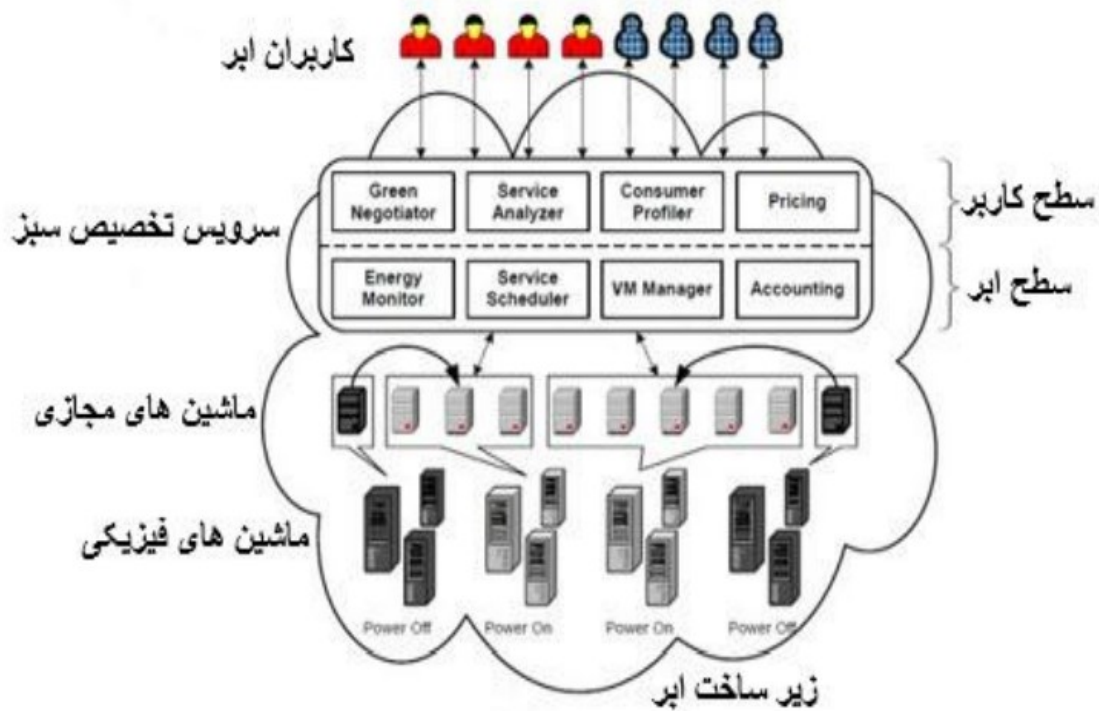 کاربران ابر
Green
Negotiator
Service
Analyzer
Consumer
Profiler
Pricing
سطح کاربر
سرویس تخصیص سبز
Energy
Monitor
Service
Scheduler
VM Manager
Accounting
سطح ابر
ماشین های مجازی
ماشین های فیزیکی
Power Off
Power On
Power On
Power Off
زیر ساخت ابر